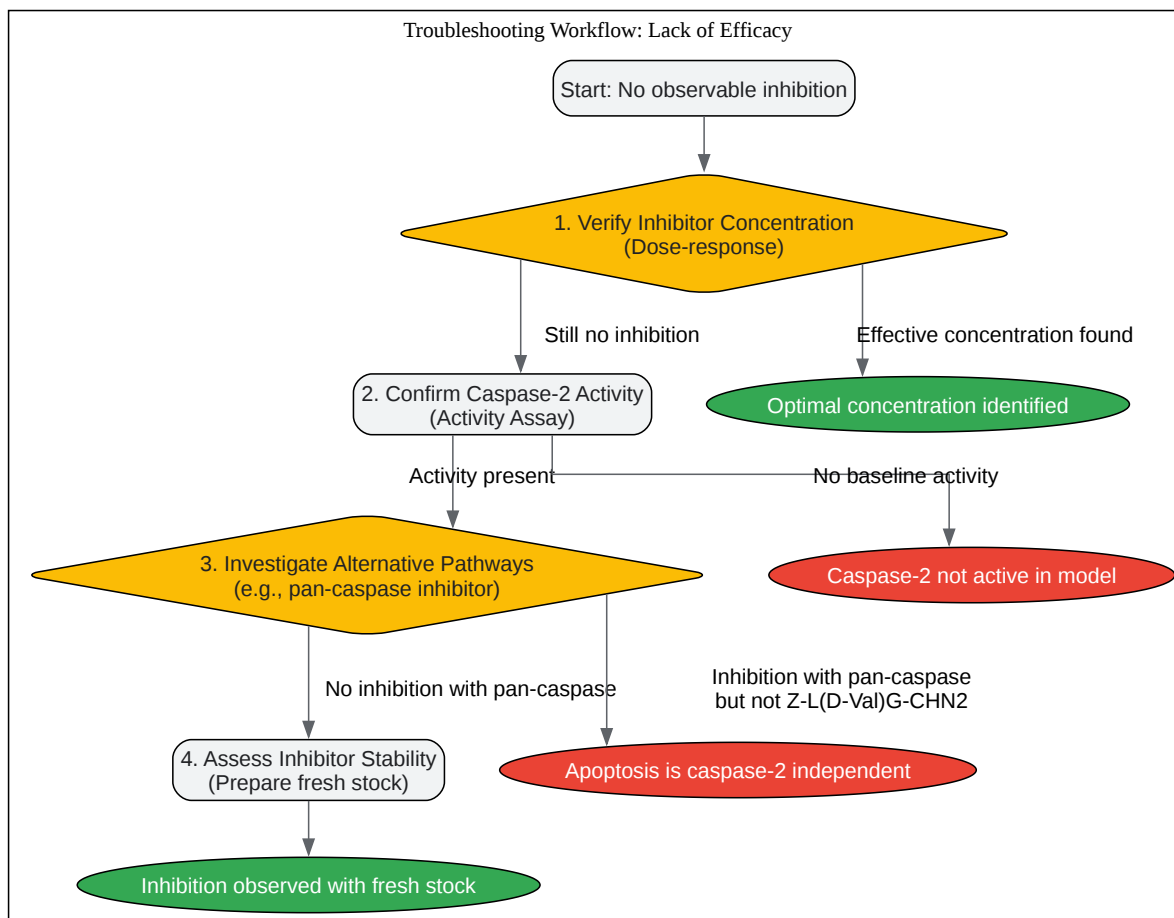 Troubleshooting Workflow: Lack of Efficacy
Start: No observable inhibition
1. Verify Inhibitor Concentration
(Dose-response)
Still no inhibition
Effective concentration found
2. Confirm Caspase-2 Activity
(Activity Assay)
Optimal concentration identified
Activity present
No baseline activity
3. Investigate Alternative Pathways
(e.g., pan-caspase inhibitor)
Caspase-2 not active in model
No inhibition with pan-caspase
Inhibition with pan-caspase
but not Z-L(D-Val)G-CHN2
4. Assess Inhibitor Stability
(Prepare fresh stock)
Apoptosis is caspase-2 independent
Inhibition observed with fresh stock